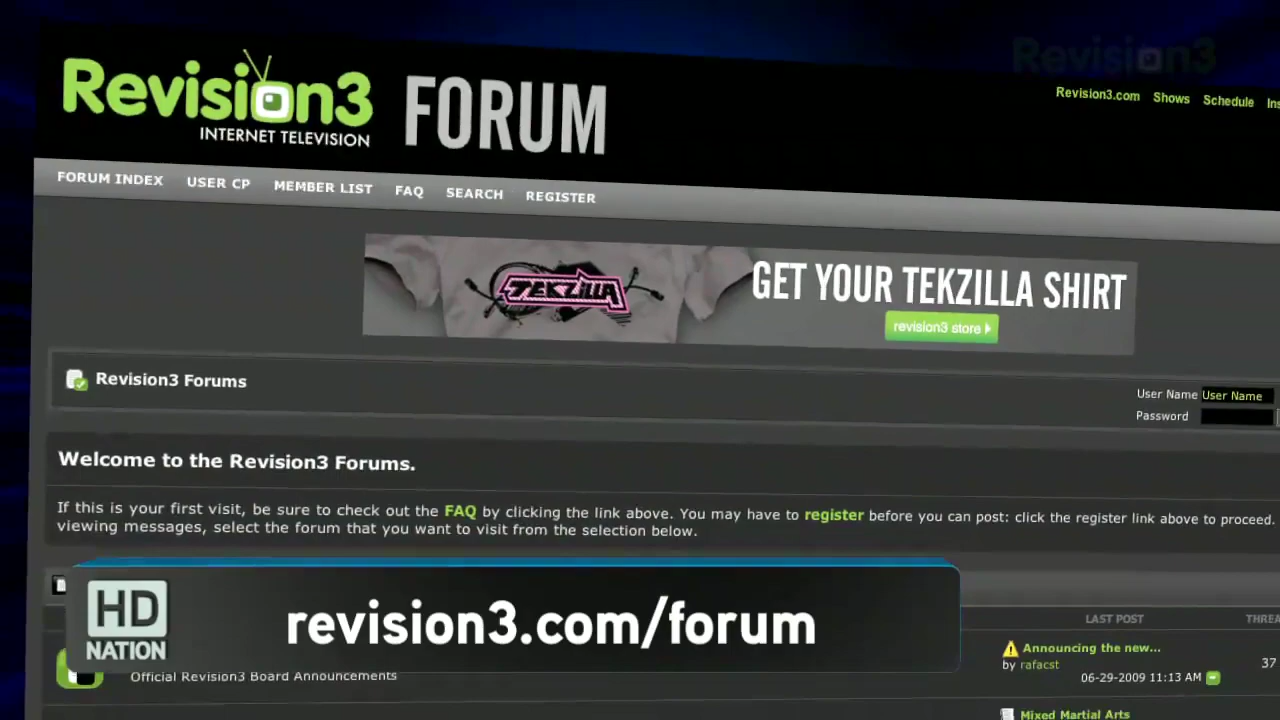 Revision3
INTERNET TELEVISION
FORUM
Revision3
Revision3.com Shows Schedule
FORUM INDEX USER CP MEMBER LIST FAQ SEARCH REGISTER
TEKZILLA
GET YOUR TEKZILLA SHIRT
revision3 store
Revision3 Forums
User Name User Name
Password
Welcome to the Revision3 Forums.
If this is your first visit, be sure to check out the FAQ by clicking the link above. You may have to register before you can post: click the register link above to proceed.
viewing messages, select the forum that you want to visit from the selection below.
HD
NATION
revision3.com/forum
LAST POST
Announcing the new...
by rafacst
37
Official Revision3 Board Announcements
06-29-2009 11:13 AM
Mixed Martial Arts